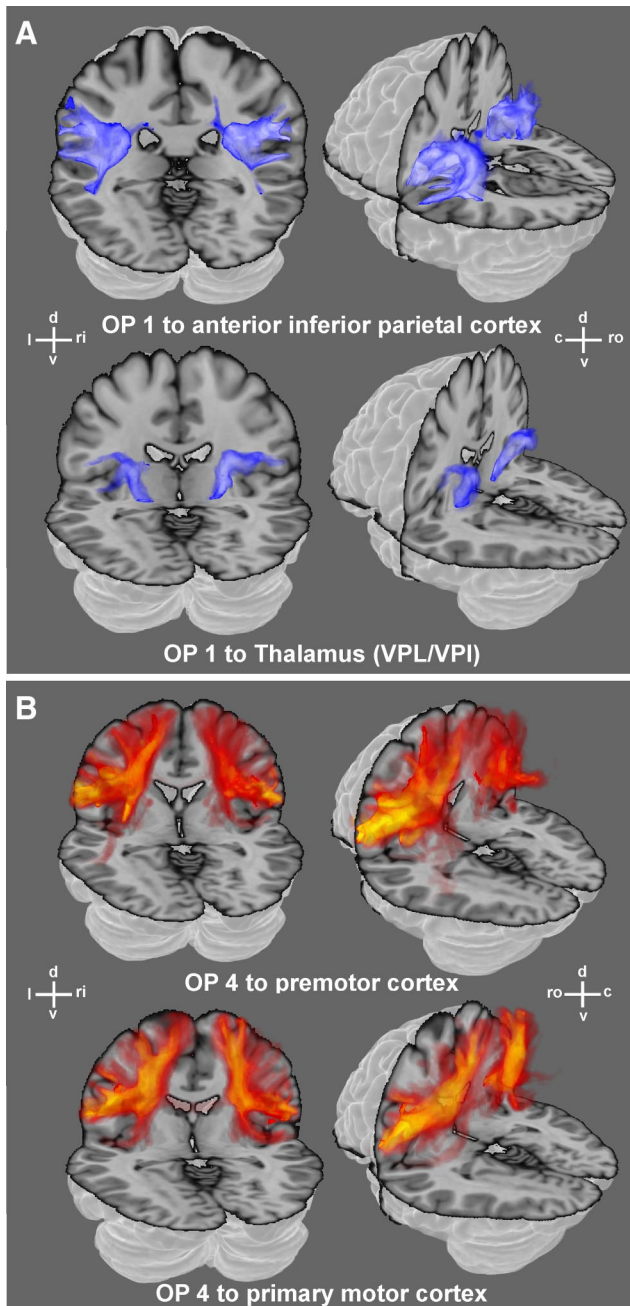 A
OP 1 to anterior inferior parietal cortex
d
l ri
v
d
c ro
v
OP 1 to Thalamus (VPL/VPI)
B
OP 4 to premotor cortex
d
l ri
v
d
ro c
v
OP 4 to primary motor cortex